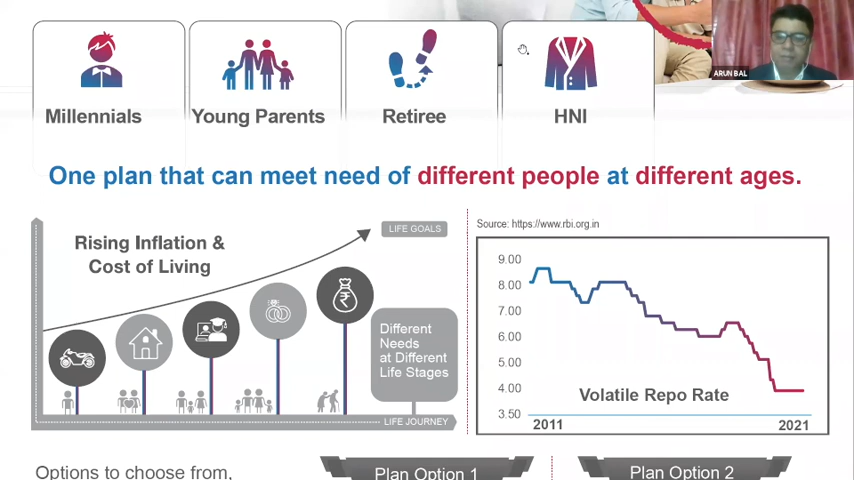 ARUN BAL
Millennials
Young Parents
Retiree
HNI
One plan that can meet need of different people at different ages.
Rising Inflation &
Cost of Living
LIFE GOALS
Different
Needs
at Different
Life Stages
LIFE JOURNEY
Source: https://www.rbi.org.in
9.00
8.00
7.00
6.00
5.00
4.00
3.50
Volatile Repo Rate
2011
2021
Options to choose from,
Plan Option 1
Plan Option 2